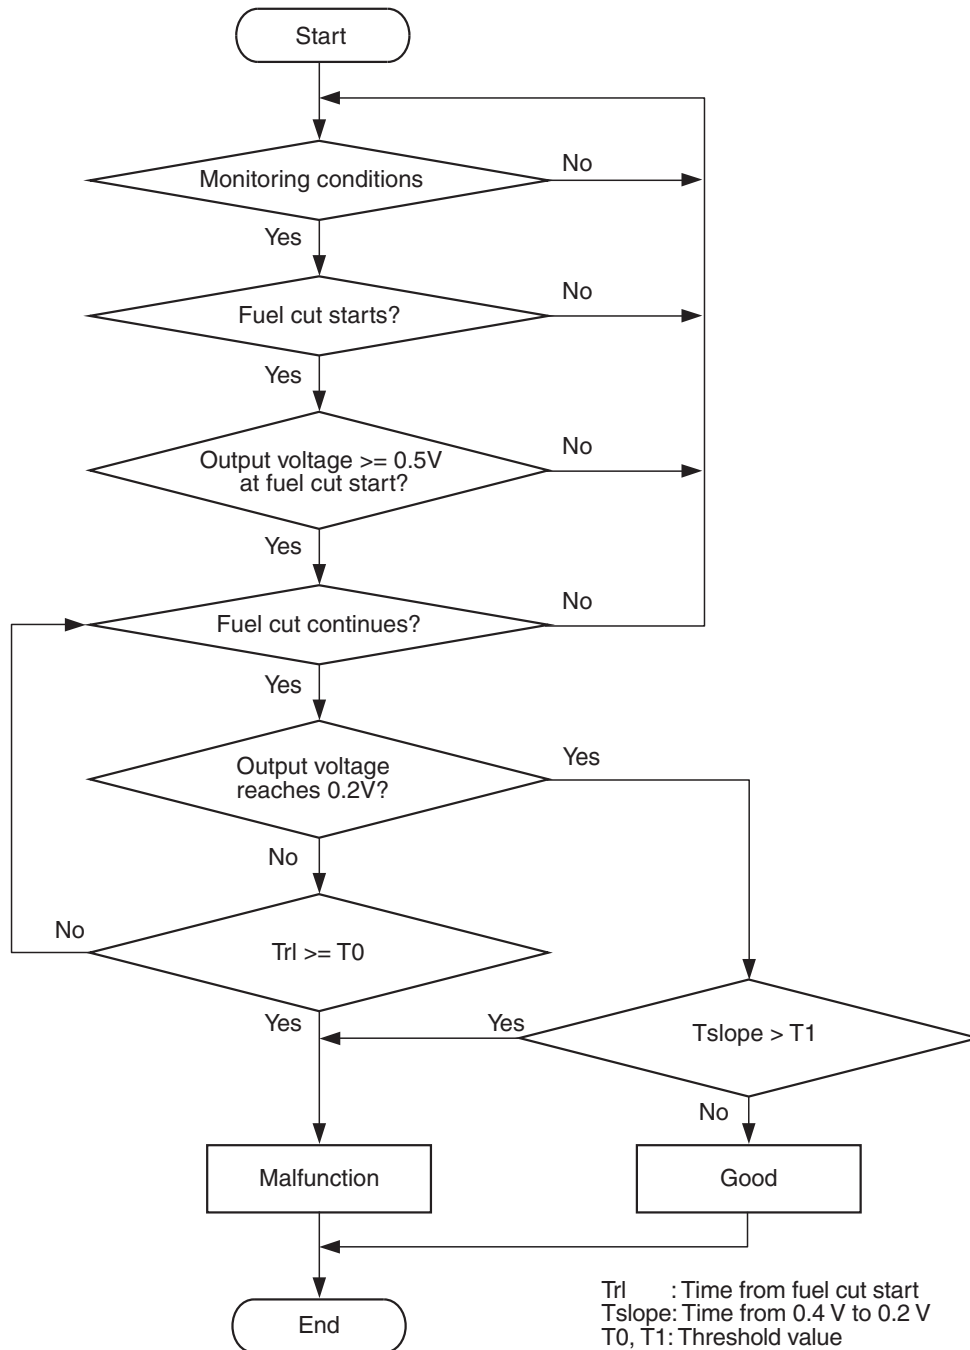 Start
Monitoring conditions
No
Yes
Fuel cut starts?
No
Yes
Output voltage >= 0.5V
at fuel cut start?
No
Yes
Fuel cut continues?
No
Yes
Output voltage
reaches 0.2V?
Yes
No
Trl >= T0
No
Yes
Tslope > T1
Yes
No
Malfunction
Good
End
Trl : Time from fuel cut start
Tslope: Time from 0.4 V to 0.2 V
T0, T1: Threshold value